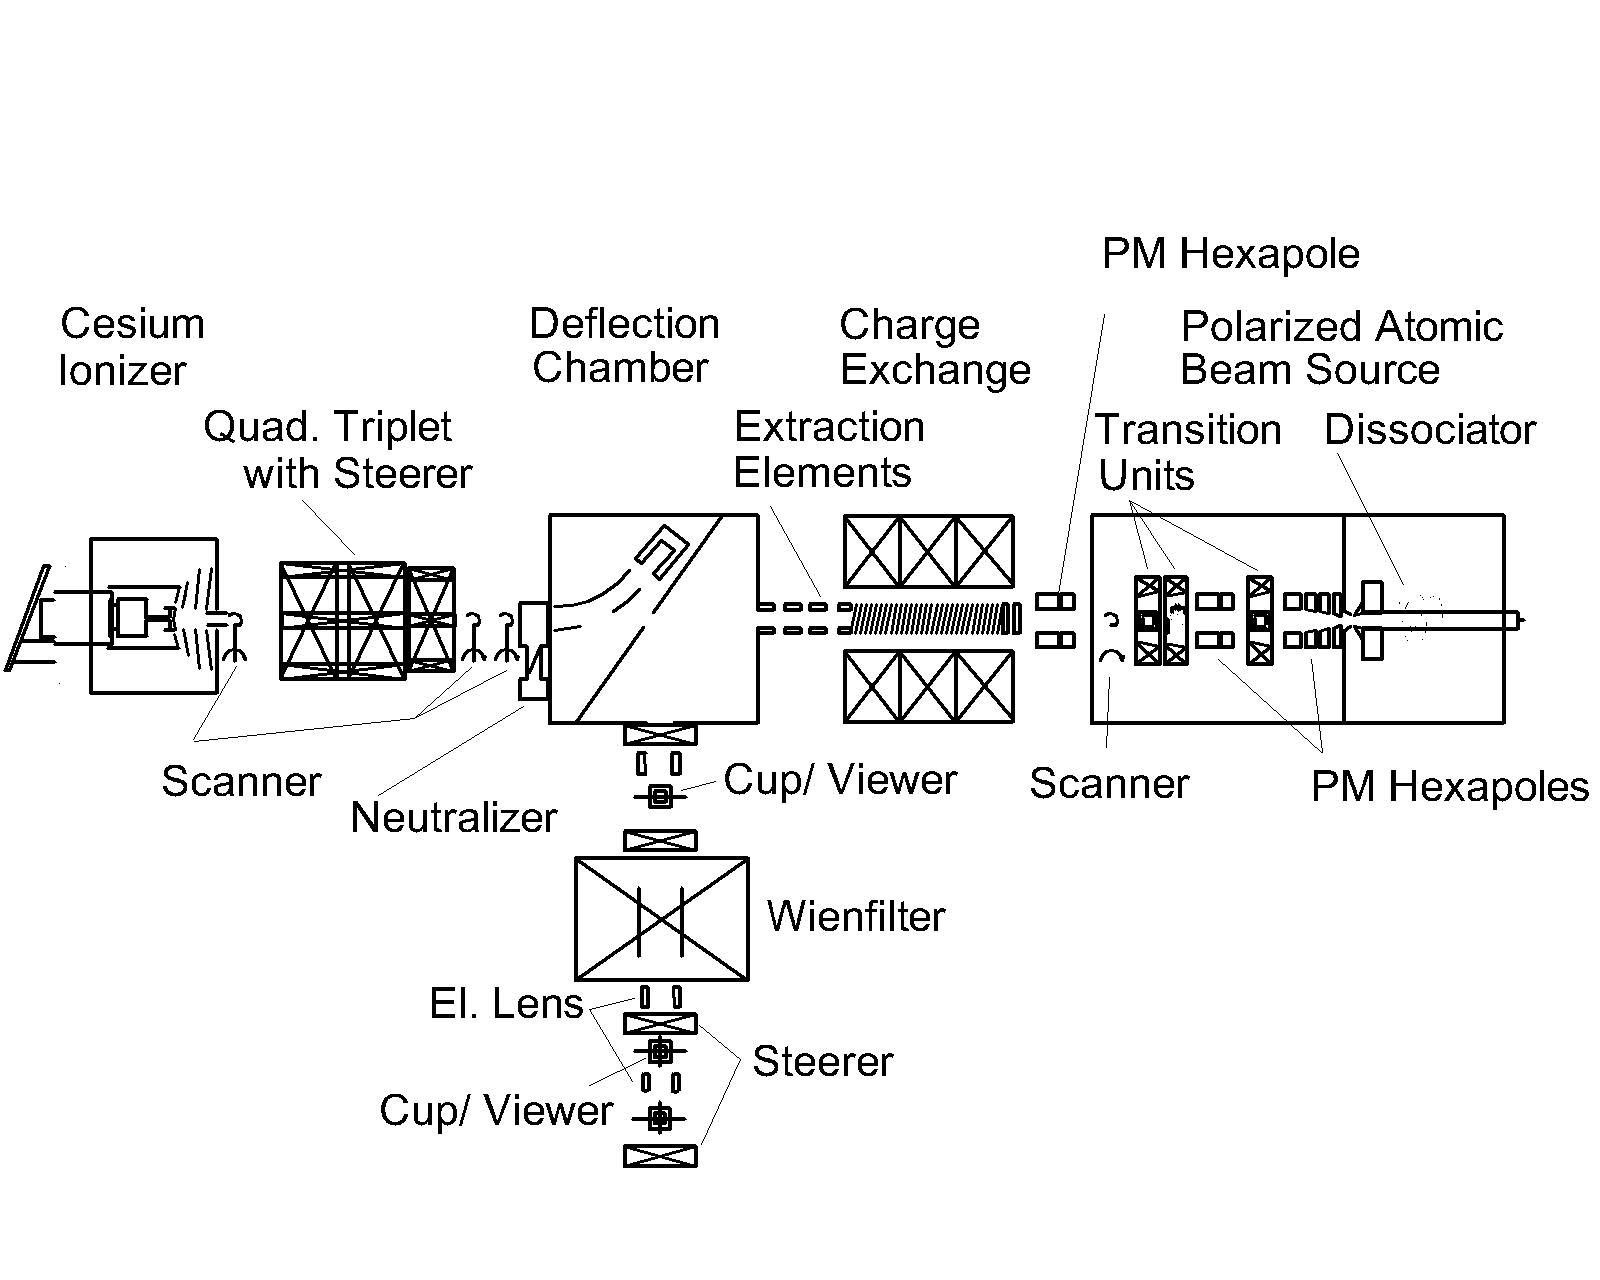 PM Hexapole
Cesium
Ionizer
Deflection
Chamber
Charge
Exchange
Polarized Atomic
Beam Source
Quad. Triplet
with Steerer
Extraction
Elements
Transition
Units
Dissociator
Scanner
Neutralizer
Cup/ Viewer
Scanner
PM Hexapoles
Wienfilter
El. Lens
Steerer
Cup/ Viewer